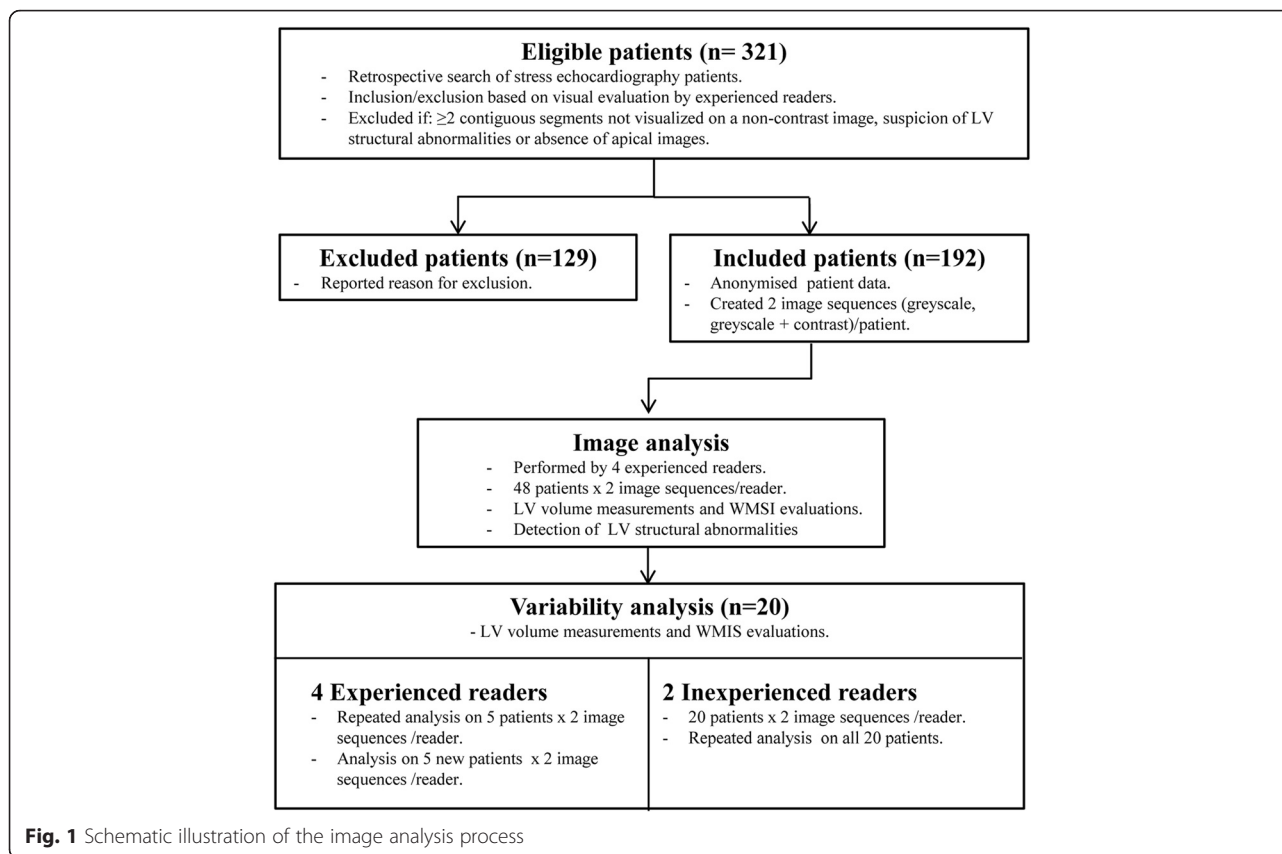 Eligible patients (n= 321)
- Retrospective search of stress echocardiography patients.
- Inclusion/exclusion based on visual evaluation by experienced readers.
- Excluded if: ≥2 contiguous segments not visualized on a non-contrast image, suspicion of LV
structural abnormalities or absence of apical images.
Excluded patients (n=129)
- Reported reason for exclusion.
Included patients (n=192)
- Anonymised patient data.
- Created 2 image sequences (greyscale,
greyscale + contrast)/patient.
Image analysis
- Performed by 4 experienced readers.
- 48 patients x 2 image sequences/reader.
- LV volume measurements and WMSI evaluations.
- Detection of LV structural abnormalities
Variability analysis (n=20)
- LV volume measurements and WMIS evaluations.
4 Experienced readers
- Repeated analysis on 5 patients x 2 image
sequences /reader.
- Analysis on 5 new patients x 2 image
sequences /reader.
2 Inexperienced readers
- 20 patients x 2 image sequences /reader.
- Repeated analysis on all 20 patients.
Fig. 1 Schematic illustration of the image analysis process